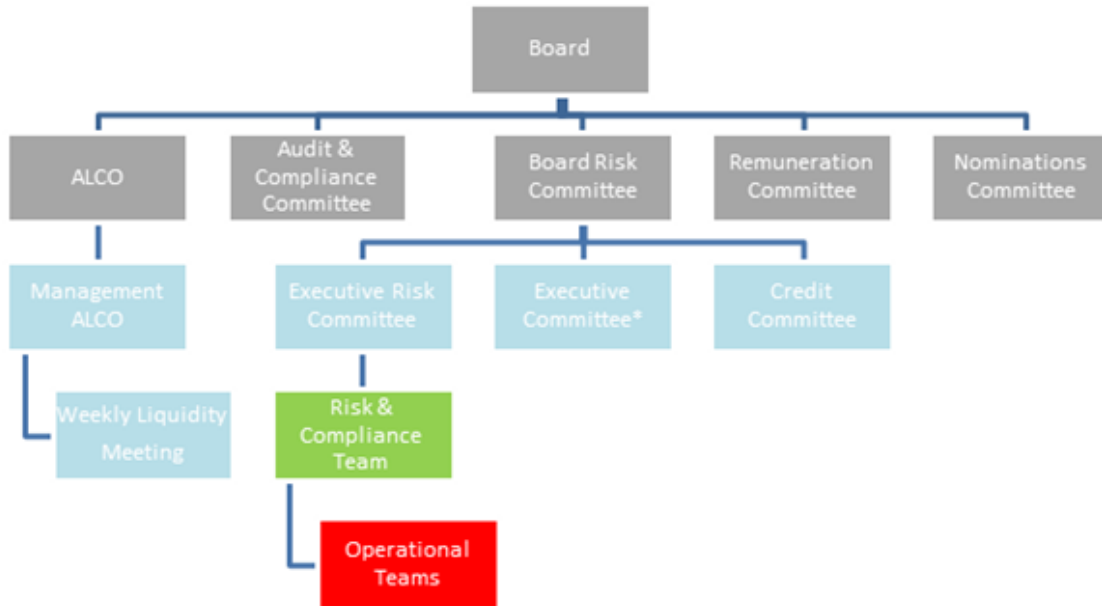 Board
ALCO
Audit &
Compliance
Committee
Board Risk
Committee
Remuneration
Committee
Nominations
Committee
Management
ALCO
Executive Risk
Committee
Executive
Committee*
Credit
Committee
Weekly Liquidity
Meeting
Risk &
Compliance
Team
Operational
Teams